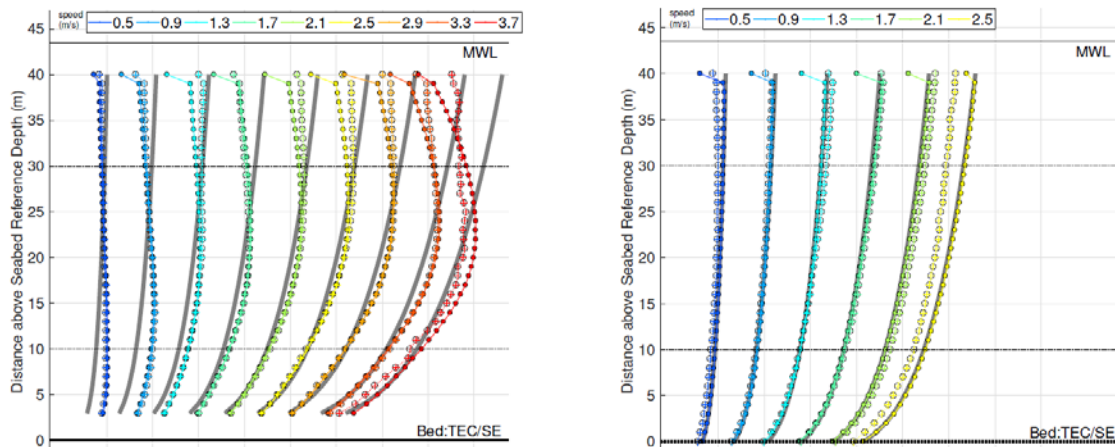 speed
(m/s)
0.5 0.9 1.3 1.7 2.1 2.5 2.9 3.3 3.7
45
MWL
40
35
30
25
20
15
10
5
Bed:TEC/SE
0
Distance above Seabed Reference Depth (m)
speed
(m/s)
0.5 0.9 1.3 1.7 2.1 2.5
45
MWL
40
35
30
25
20
15
10
5
Bed:TEC/SE
0
Distance above Seabed Reference Depth (m)